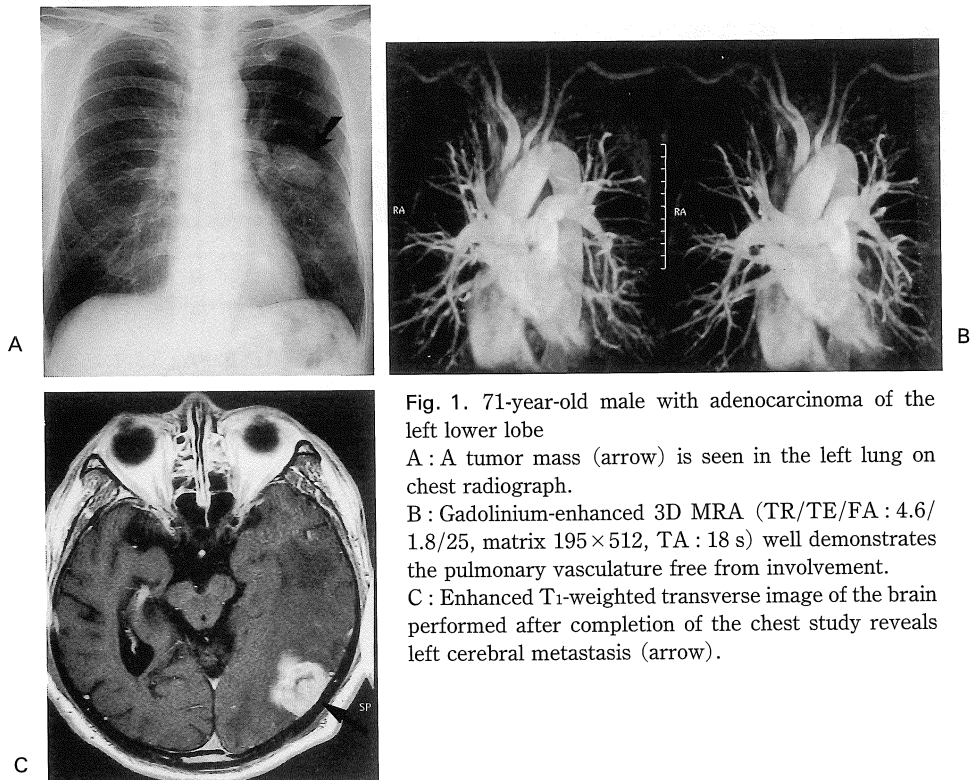 A
RA
RA
B
Fig. 1. 71-year-old male with adenocarcinoma of the
left lower lobe
A : A tumor mass (arrow) is seen in the left lung on
chest radiograph.
B : Gadolinium-enhanced 3D MRA (TR/TE/FA : 4.6/
1.8/25, matrix 195×512, TA : 18 s) well demonstrates
the pulmonary vasculature free from involvement.
C : Enhanced T1-weighted transverse image of the brain
performed after completion of the chest study reveals
left cerebral metastasis (arrow).
SP
C